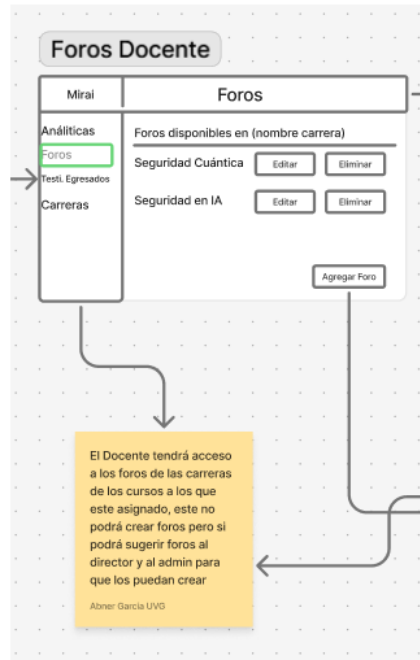 Foros Docente
Mirai
Foros
Análiticas
Foros
Testi. Egresados
Carreras
Foros disponibles en (nombre carrera)
Seguridad Cuántica Editar Eliminar
Seguridad en IA Editar Eliminar
Agregar Foro
El Docente tendrá acceso
a los foros de las carreras
de los cursos a los que
este asignado, este no
podrá crear foros pero si
podrá sugerir foros al
director y al admin para
que los puedan crear
Abner García UVG